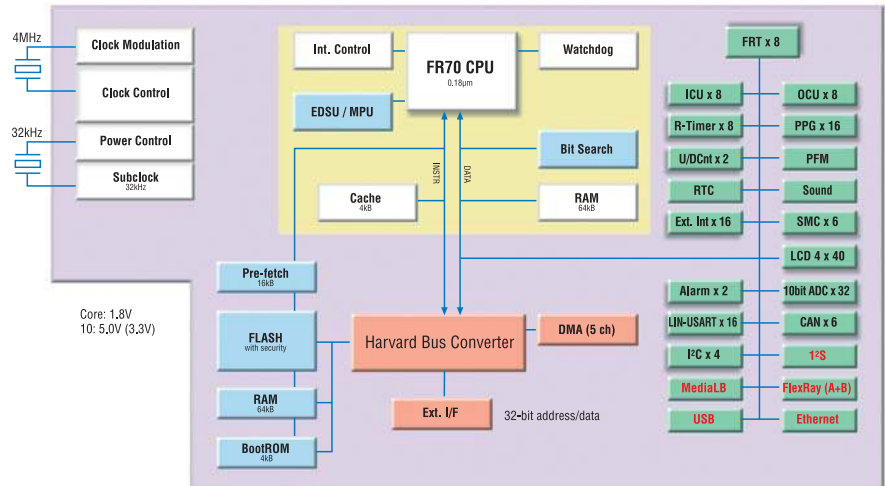 4MHz
Clock Modulation
Clock Control
32kHz
Power Control
Subclock
32kHz
Int. Control
FR70 CPU
0.18µm
Watchdog
EDSU / MPU
Bit Search
INSTR
DATA
Cache
4kB
RAM
64kB
FRT x 8
ICU x 8
OCU x 8
R-Timer x 8
PPG x 16
U/DCnt x 2
PFM
RTC
Sound
Ext. Int x 16
SMC x 6
LCD 4 x 40
Alarm x 2
10bit ADC x 32
LIN-USART x 16
CAN x 6
I²C x 4
1²S
MediaLB
FlexRay (A+B)
USB
Ethernet
Pre-fetch
16kB
Core: 1.8V
10: 5.0V (3.3V)
FLASH
with security
Harvard Bus Converter
DMA (5 ch)
RAM
64kB
Ext. I/F
32-bit address/data
BootROM
4kB